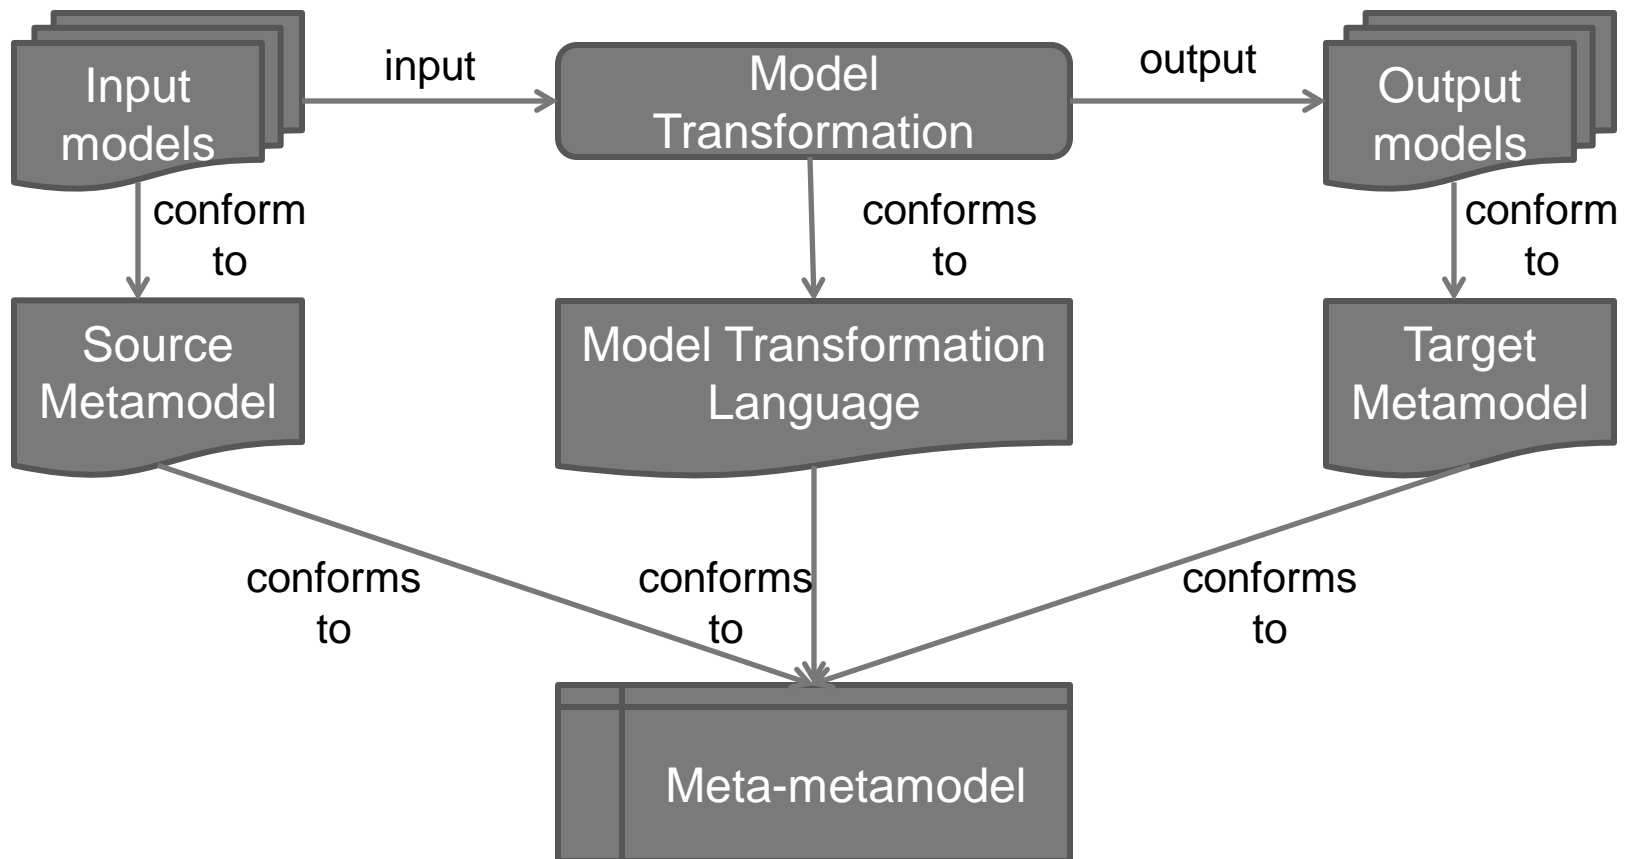 Input
models
input
Model
Transformation
output
Output
models
conform
to
conforms
to
conform
to
Source
Metamodel
Model Transformation
Language
Target
Metamodel
conforms
to
conforms
to
conforms
to
Meta-metamodel